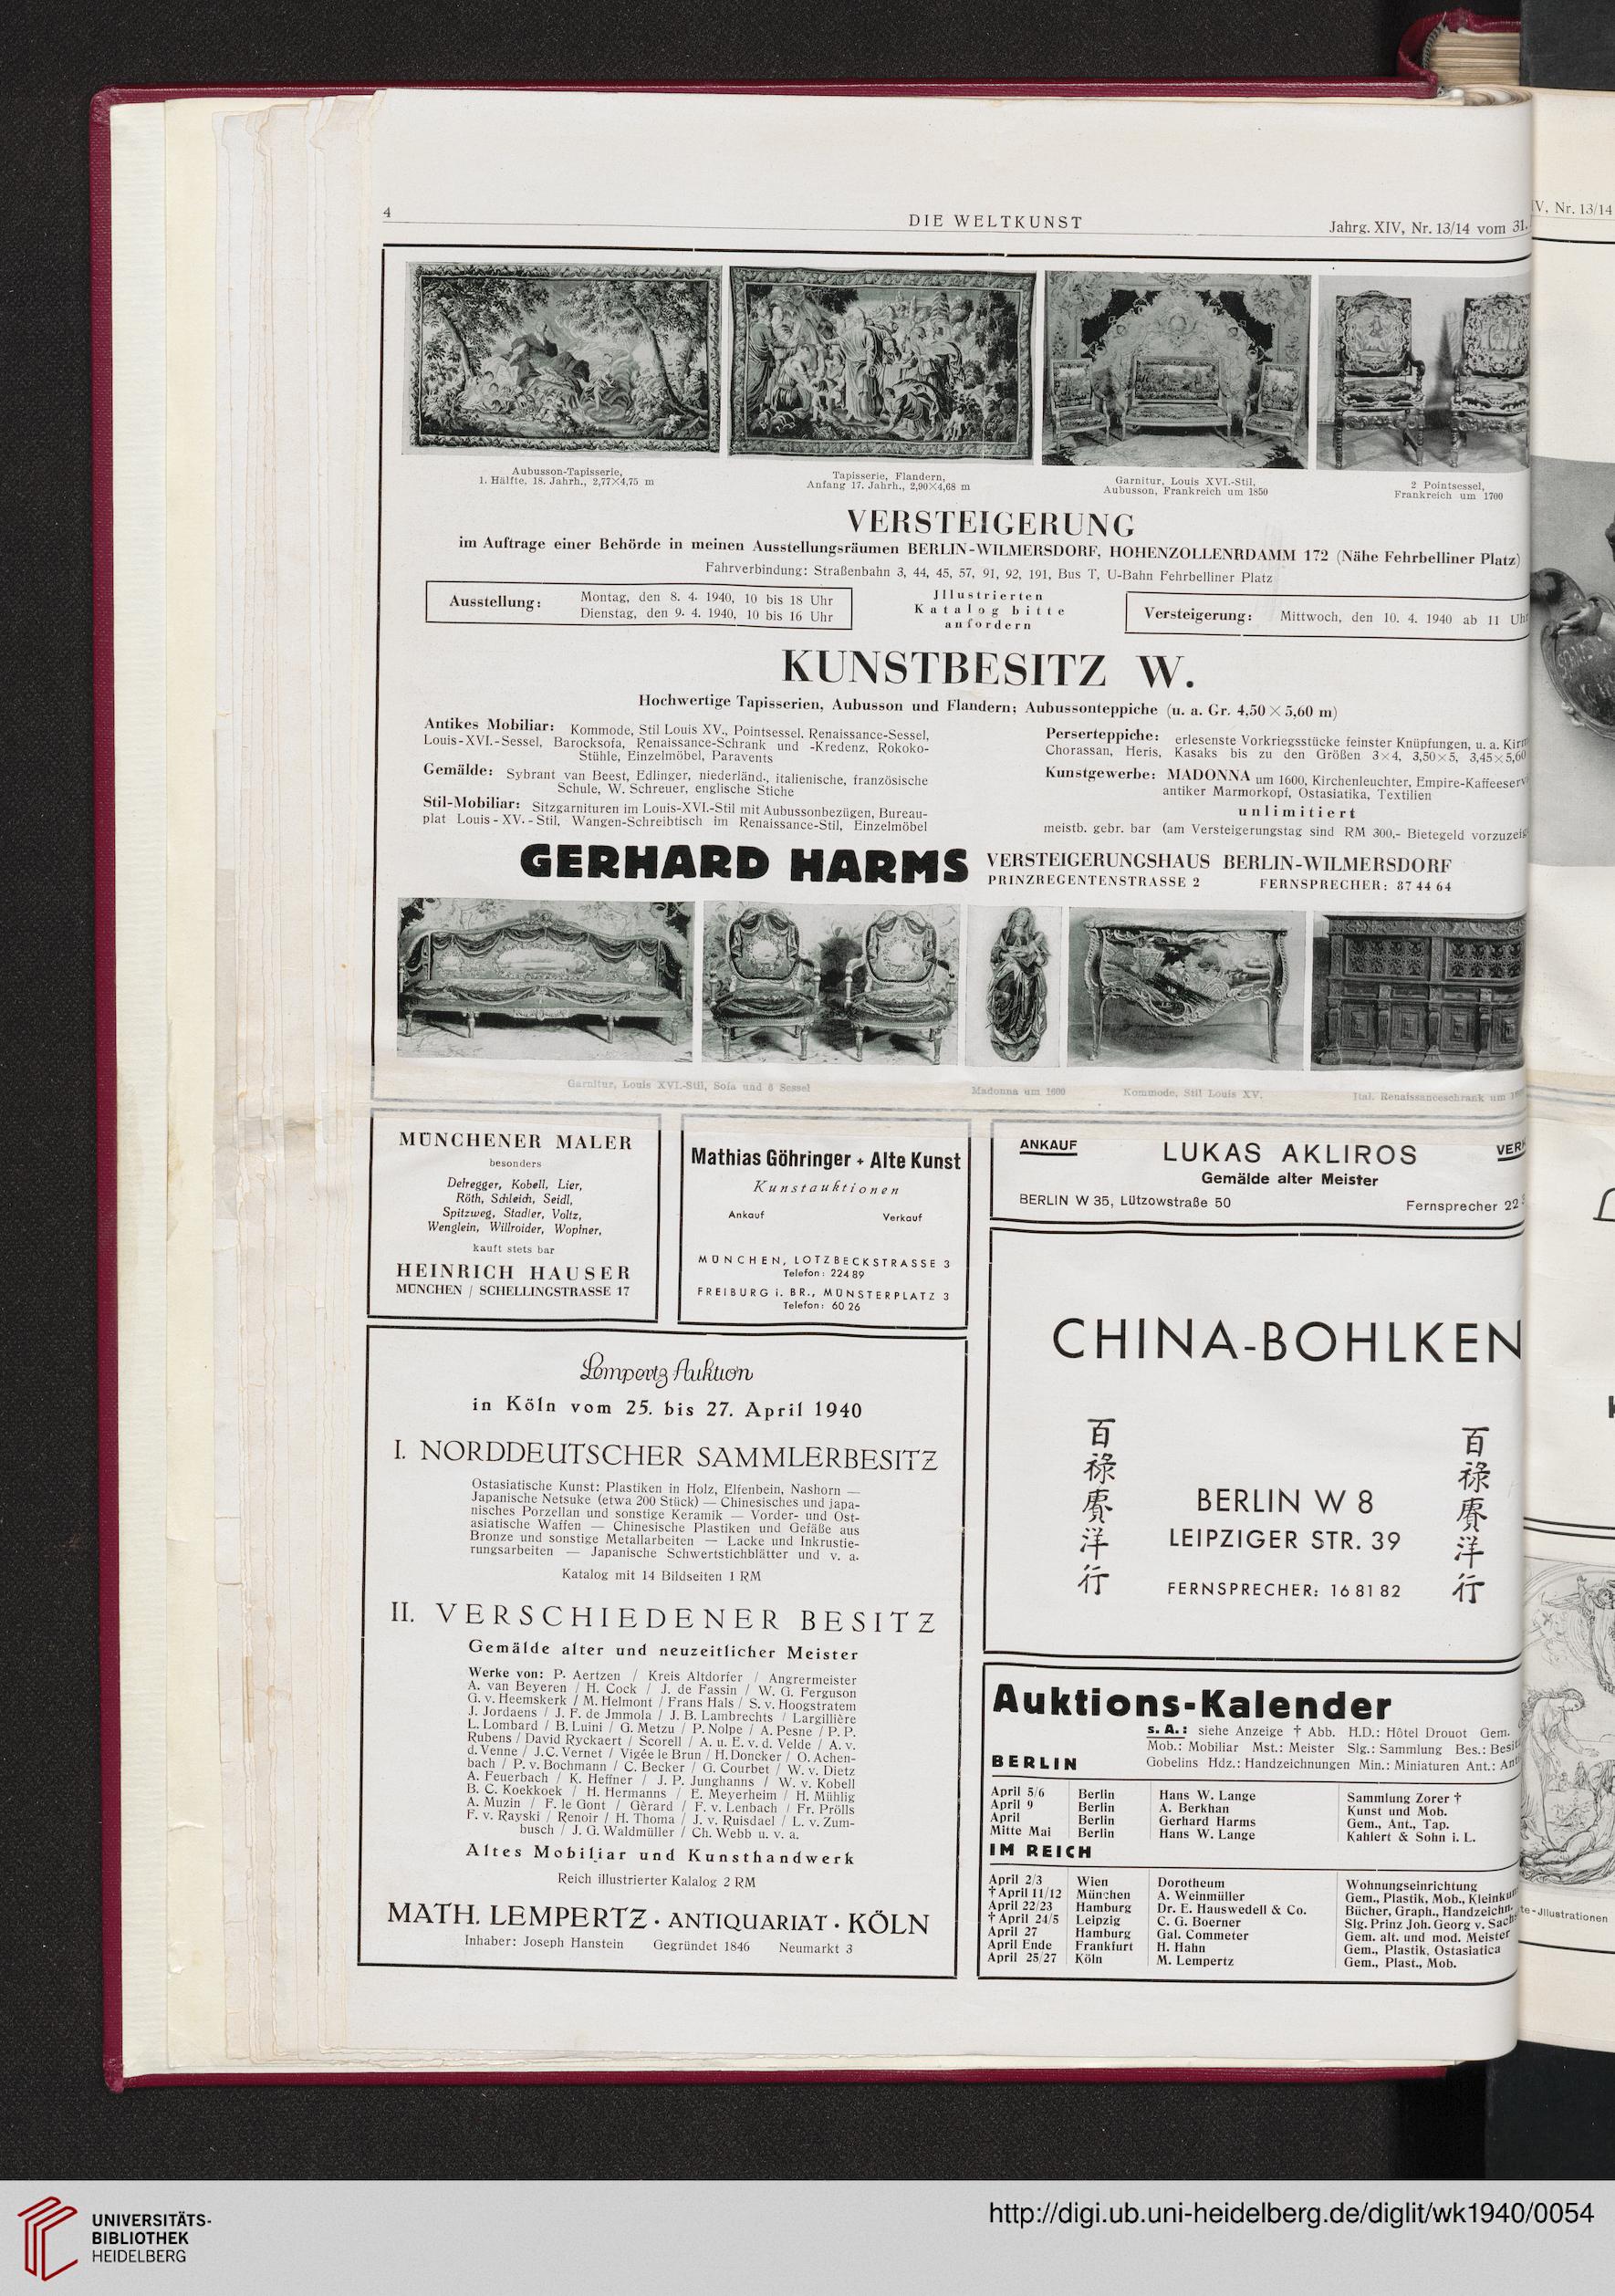 4
DIE WELTKUNST
Jahrg. XIV, Nr. 13/14 vom 31.
Aubusson-Tapisserie,
1. Hälfte, 18. Jahrh., 2,77×4,75 m
Tapisserie, Flandern,
Anfang 17. Jahrh., 2,90×4,68 m
Garnitur, Louis XVI.-Stil,
Aubusson, Frankreich um 1850
2 Pointsessel,
Frankreich um 1700
VERSTEIGERUNG
im Auftrage einer Behörde in meinen Ausstellungsräumen BERLIN-WILMERSDORF, HOHENZOLLENRDAMM 172 (Nähe Fehrbelliner Platz)
Fahrverbindung: Straßenbahn 3, 44, 45, 57, 91, 92, 191, Bus T, U-Bahn Fehrbelliner Platz
Ausstellung:
Montag, den 8. 4. 1940, 10 bis 18 Uhr
Dienstag, den 9. 4. 1940, 10 bis 16 Uhr
Jllustrierten
Katalog bitte
anfordern
Versteigerung: Mittwoch, den 10. 4. 1940 ab 11 Uhr
KUNSTBESITZ W.
Hochwertige Tapisserien, Aubusson und Flandern; Aubussonteppiche (u. a. Gr. 4,50×5,60 m)
Antikes Mobiliar: Kommode, Stil Louis XV., Pointsessel, Renaissance-Sessel,
Louis-XVI.-Sessel, Barocksofa, Renaissance-Schrank und -Kredenz, Rokoko-
Stühle, Einzelmöbel, Paravents
Gemälde: Sybrant van Beest, Edlinger, niederländ., italienische, französische
Schule, W. Schreuer, englische Stiche
Stil-Mobiliar: Sitzgarnituren im Louis-XVI.-Stil mit Aubussonbezügen, Bureau-
plat Louis-XV.-Stil, Wangen-Schreibtisch im Renaissance-Stil, Einzelmöbel
Perserteppiche: erlesenste Vorkriegsstücke feinster Knüpfungen, u. a. Kirm
Chorassan, Heris, Kasaks bis zu den Größen 3×4, 3,50×5, 3,45×5,60
Kunstgewerbe: MADONNA um 1600, Kirchenleuchter, Empire-Kaffeeserv
antiker Marmorkopf, Ostasiatika, Textilien
unlimitiert
meistb. gebr. bar (am Versteigerungstag sind RM 300,- Bietegeld vorzuzeig
GERHARD HARMS
VERSTEIGERUNGSHAUS BERLIN-WILMERSDORF
PRINZREGENTENSTRASSE 2 FERNSPRECHER: 87 44 64
Garnitur, Louis XVI.-Stil, Sofa und 6 Sessel
Madonna um 1600
Kommode, Stil Louis XV.
Ital. Renaissanceschrank um
MÜNCHENER MALER
besonders
Defregger, Kobell, Lier,
Röth, Schleich, Seidl,
Spitzweg, Stadler, Voltz,
Wenglein, Willroider, Wopfner,
kauft stets bar
HEINRICH HAUSER
MÜNCHEN / SCHELLINGSTRASSE 17
Mathias Göhringer + Alte Kunst
Kunstauktionen
Ankauf Verkauf
MÜNCHEN, LOTZBECKSTRASSE 3
Telefon: 224 89
FREIBURG i. BR., MÜNSTERPLATZ 3
Telefon: 60 26
ANKAUF
LUKAS AKLIROS
VERK
Gemälde alter Meister
BERLIN W 35, Lützowstraße 50
Fernsprecher 22
CHINA-BOHLKEN
百祿賡洋行
百祿賡洋行
BERLIN W 8
LEIPZIGER STR. 39
FERNSPRECHER: 16 81 82
Lempertz Auktion
in Köln vom 25. bis 27. April 1940
I. NORDDEUTSCHER SAMMLERBESITZ
Ostasiatische Kunst: Plastiken in Holz, Elfenbein, Nashorn —
Japanische Netsuke (etwa 200 Stück) — Chinesisches und japa-
nisches Porzellan und sonstige Keramik — Vorder- und Ost-
asiatische Waffen — Chinesische Plastiken und Gefäße aus
Bronze und sonstige Metallarbeiten — Lacke und Inkrustie-
rungsarbeiten — Japanische Schwertstichblätter und v. a.
Katalog mit 14 Bildseiten 1 RM
II. VERSCHIEDENER BESITZ
Gemälde alter und neuzeitlicher Meister
Werke von: P. Aertzen / Kreis Altdorfer / Angrermeister
A. van Beyeren / H. Cock / J. de Fassin / W. G. Ferguson
G. v. Heemskerk / M. Helmont / Frans Hals / S. v. Hoogstratem
J. Jordaens / J. F. de Jmmola / J. B. Lambrechts / Largillière
L. Lombard / B. Luini / G. Metzu / P. Nolpe / A. Pesne / P. P.
Rubens / David Ryckaert / Scorell / A. u. E. v. d. Velde / A. v.
d. Venne / J. C. Vernet / Vigée le Brun / H. Doncker / O. Achen-
bach / P. v. Bochmann / C. Becker / G. Courbet / W. v. Dietz
A. Feuerbach / K. Heffner / J. P. Junghanns / W. v. Kobell
B. C. Koekkoek / H. Hermanns / E. Meyerheim / H. Mühlig
A. Muzin / F. le Gont / Gèrard / F. v. Lenbach / Fr. Prölls
F. v. Rayski / Renoir / H. Thoma / J. v. Ruisdael / L. v. Zum-
busch / J. G. Waldmüller / Ch. Webb u. v. a.
Altes Mobiliar und Kunsthandwerk
Reich illustrierter Kalalog 2 RM
MATH. LEMPERTZ · ANTIQUARIAT · KÖLN
Inhaber: Joseph Hanstein Gegründet 1846 Neumarkt 3
Auktions-Kalender
s. A.: siehe Anzeige † Abb. H.D.: Hôtel Drouot Gem.
Mob.: Mobiliar Mst.: Meister Slg.: Sammlung Bes.: Besit
Gobelins Hdz.: Handzeichnungen Min.: Miniaturen Ant.: Ant
BERLIN
April 5/6 Berlin Hans W. Lange Sammlung Zorer †
April 9 Berlin A. Berkhan Kunst und Mob.
April Berlin Gerhard Harms Gem., Ant., Tap.
Mitte Mai Berlin Hans W. Lange Kahlert & Sohn i. L.
IM REICH
April 2/3 Wien Dorotheum Wohnungseinrichtung
† April 11/12 München A. Weinmüller Gem., Plastik, Mob., Kleinkun
April 22/23 Hamburg Dr. E. Hauswedell & Co. Bücher, Graph., Handzeichn.
† April 24/5 Leipzig C. G. Boerner Slg. Prinz Joh. Georg v. Sachs
April 27 Hamburg Gal. Commeter Gem. alt. und mod. Meister
April Ende Frankfurt H. Hahn Gem., Plastik, Ostasiatica
April 25/27 Köln M. Lempertz Gem., Plast., Mob.
IV, Nr. 13/14
te-Jllustrationen
UNIVERSITÄTS-
BIBLIOTHEK
HEIDELBERG
http://digi.ub.uni-heidelberg.de/diglit/wk1940/0054